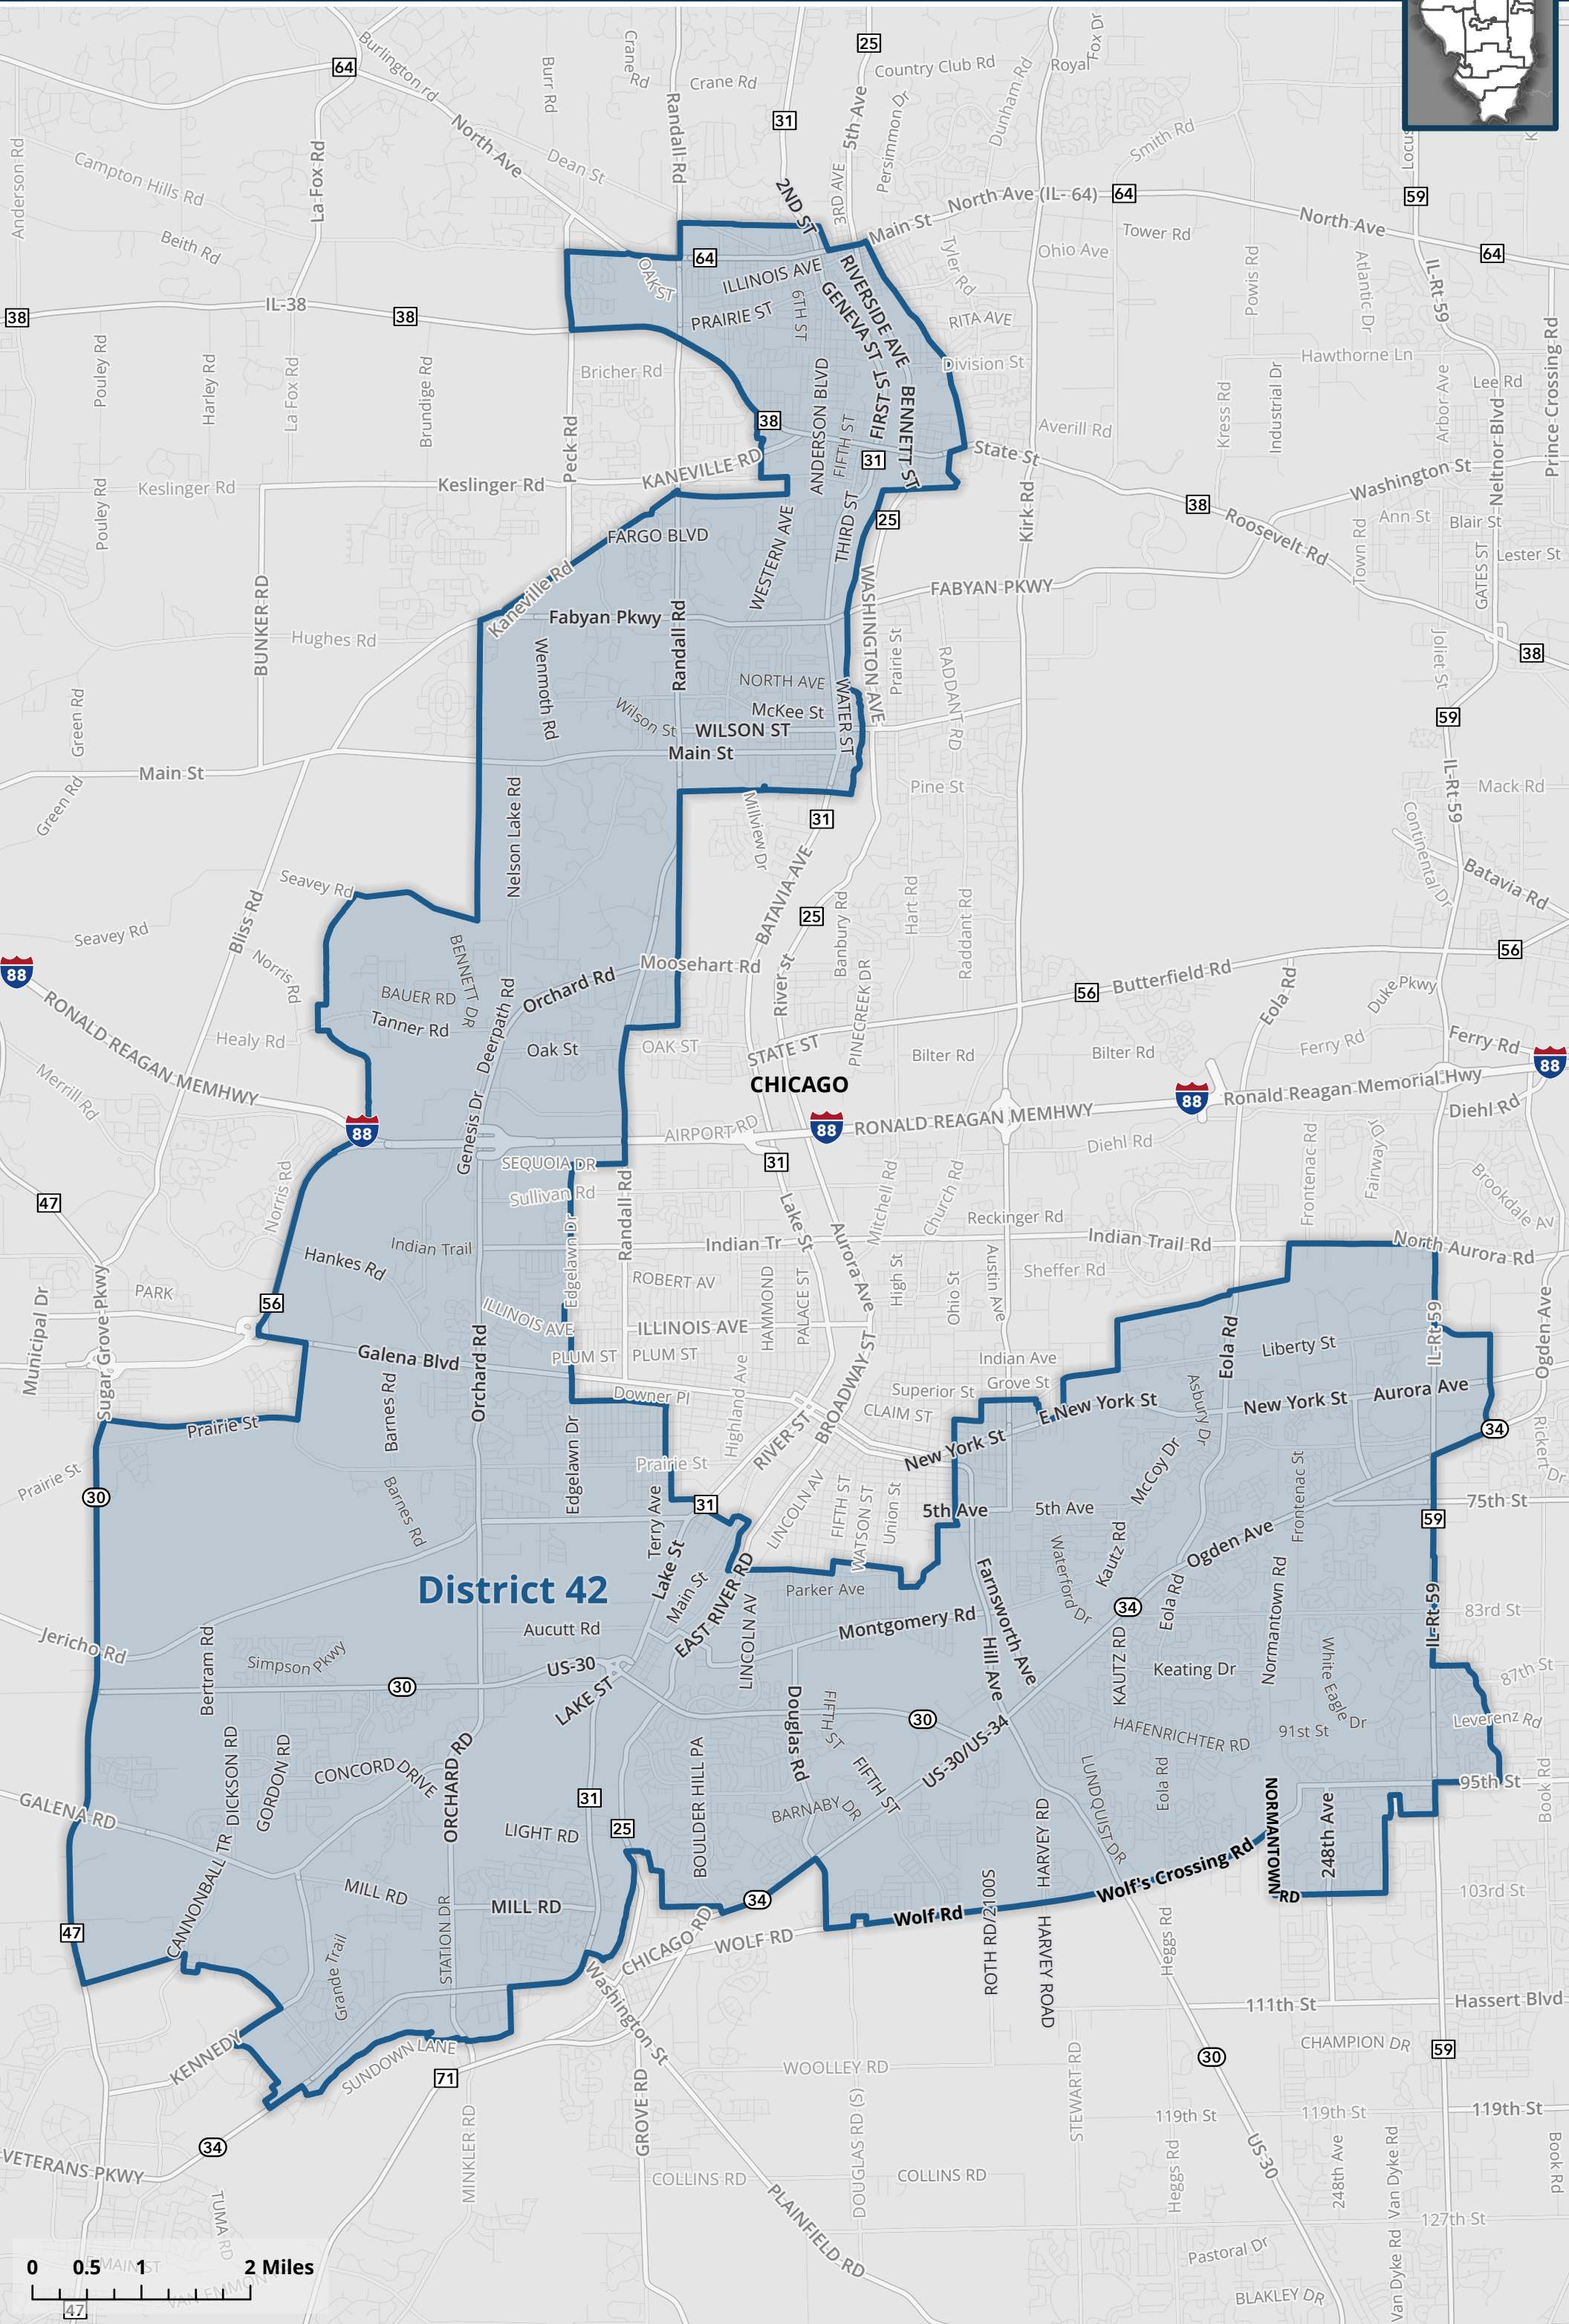 25
Burlington rd
Crane Rd
Country Club Rd
Royal
Fox Dr
64
Burr Rd
Crane Rd
Dunham Rd
31
Randall Rd
5th Ave
Persimmon Dr
Smith Rd
Locus
Anderson Rd
La Fox Rd
North Ave
Dean St
Campton Hills Rd
2ND ST
3RD AVE
North Ave (IL- 64)
64
59
Main St
North Ave
Beith Rd
Tower Rd
Tyler Rd
Ohio Ave
64
64
OAK ST
ILLINOIS AVE
RIVERSIDE AVE
Powis Rd
Atlantic Dr
IL-Rt-59
IL-38
38
38
PRAIRIE ST
6TH ST
GENEVA ST
RITA AVE
Prince Crossing Rd
Pouley Rd
Harley Rd
La Fox Rd
Brundige Rd
Bricher Rd
Division St
Hawthorne Ln
Lee Rd
Kress Rd
Industrial Dr
Arbor Ave
Neltnor Blvd
ANDERSON BLVD
FIRST ST
BENNETT ST
38
Averill Rd
Peck Rd
FIFTH ST
State St
31
KANEVILLE RD
Washington St
Keslinger Rd
Keslinger Rd
Pouley Rd
38
Kirk-Rd
25
THIRD ST
Roosevelt Rd
Ann St
Blair St
Town Rd
Lester St
FARGO BLVD
WESTERN AVE
GATES ST
Kaneville Rd
WASHINGTON AVE
FABYAN PKWY
BUNKER RD
Fabyan Pkwy
Hughes Rd
Randall Rd
Prairie St
Joliet St
38
Wenmoth Rd
NORTH AVE
RADDANT RD
Green Rd
Wilson St
McKee St
WATER ST
59
WILSON ST
Main St
Main St
IL-Rt-59
Green Rd
Nelson Lake Rd
Millview Dr
31
Pine St
Mack Rd
Continental Dr
Batavia Rd
Seavey Rd
BATAVIA AVE
Bliss Rd
25
Banbury Rd
Hart Rd
Raddant Rd
Seavey Rd
BENNETT DR
56
88
Norris Rd
Moosehart Rd
Butterfield Rd
Eola Rd
56
River st
PINECREEK DR
RONALD REAGAN MEMHWY
BAUER RD
Orchard Rd
Duke Pkwy
Tanner Rd
Deerpath Rd
Healy Rd
Oak St
OAK ST
STATE ST
Bilter Rd
Bilter Rd
Ferry Rd
Ferry Rd
88
Merrill Rd
CHICAGO
88
Ronald Reagan Memorial Hwy
Genesis Dr
88
AIRPORT RD
88
RONALD REAGAN MEMHWY
Diehl Rd
Diehl Rd
SEQUOIA DR
31
Frontenac Rd
Fairway Dr
Brookdale Av
47
Norris Rd
Sullivan Rd
Randall-Rd
Lake St
Mitchell Rd
Church Rd
Reckinger Rd
Edgelawn Dr
Aurora Ave
Hankes Rd
Indian Trail
Indian Tr
Indian Trail Rd
North Aurora Rd
Sheffer Rd
Municipal Dr
Sugar Grove-Pkwy
PARK
56
ROBERT AV
HAMMOND
PALACE ST
High St
Ohio St
Austin Ave
ILLINOIS AVE
ILLINOIS AVE
Eola Rd
Liberty St
IL-Rt-59
Ogden-Ave
Galena Blvd
Orchard Rd
PLUM ST
PLUM ST
BROADWAY ST
Indian Ave
Grove St
Barnes Rd
Downer Pl
Highland Ave
Superior St
CLAIM ST
E New York St
Asbury Dr
New York St
Aurora Ave
Prairie St
Edgelawn Dr
RIVER ST
New York St
34
Rickert Dr
Prairie St
Prairie St
McCoy Dr
Frontenac St
30
Barnes Rd
Terry Ave
31
LINCOLN AV
FIFTH ST
WATSON ST
Union St
5th Ave
5th Ave
75th St
59
Ogden Ave
Kautz Rd
Waterford Dr
District 42
Lake St
Main St
EAST RIVER RD
Parker Ave
Farnsworth Ave
34
Eola Rd
Normantown Rd
IL-Rt-59
83rd St
LINCOLN AV
Montgomery Rd
Aucutt Rd
Jericho Rd
Bertram Rd
Simpson Pkwy
US-30
Hill Ave
KAUTZ RD
Keating Dr
White Eagle Dr
87th St
30
LAKE ST
Douglas Rd
FIFTH ST
30
HAFENRICHTER RD
91st St
Leverenz Rd
DICKSON RD
GORDON RD
CONCORD DRIVE
ORCHARD RD
BOULDER HILL PA
FIFTH ST
US-30/US-34
LUNDQUIST DR
Eola Rd
NORMANTOWN RD
95th St
Book Rd
GALENA RD
31
BARNABY DR
HARVEY RD
248th Ave
25
LIGHT RD
CANNONBALL TR
MILL RD
MILL RD
34
Wolf's Crossing Rd
103rd St
Wolf Rd
47
STATION DR
CHICAGO RD
WOLF RD
ROTH RD/2100S
HARVEY ROAD
Heggs Rd
Grande Trail
Washington St
111th St
Hassert Blvd
KENNEDY
SUNDOWN LANE
CHAMPION DR
30
59
71
WOOLLEY RD
STEWART RD
GROVE RD
MINKLER RD
DOUGLAS RD (S)
119th St
119th St
119th St
34
VETERANS PKWY
US-30
Heggs Rd
248th Ave
Van Dyke Rd
Book Rd
COLLINS RD
COLLINS RD
TUMA RD
PLAINFIELD RD
127th St
Pastoral Dr
Van Dyke Rd
0 0.5 1 2 Miles
MAIN ST
VAN EMMON
BLAKLEY DR
47